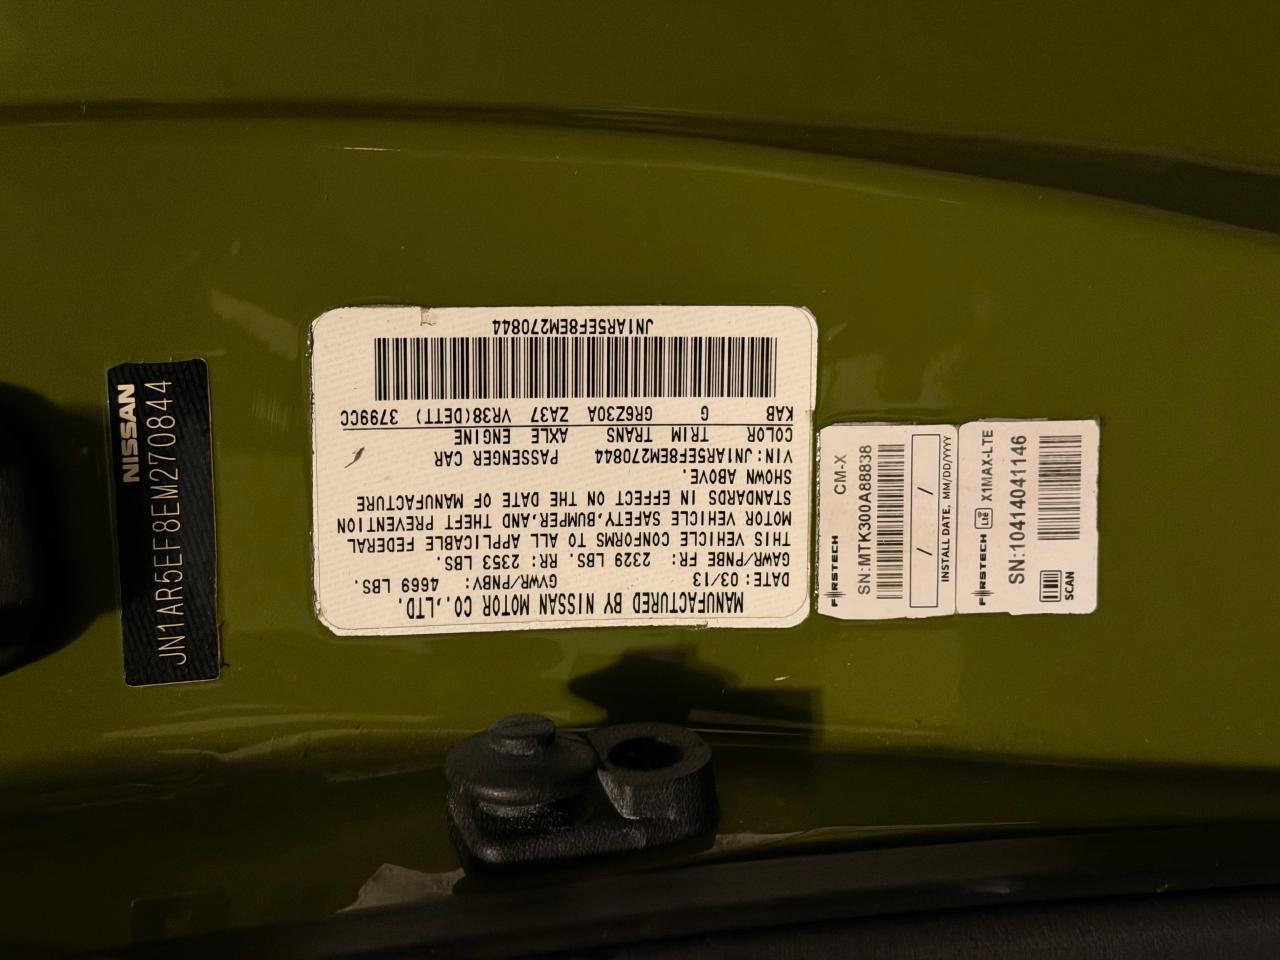 NISSAN
JN1AR5EF8EM270844
MANUFACTURED BY NISSAN MOTOR CO.,LTD.
DATE: 03/13 GVWR/PNBV: 4669 LBS.
GAWR/PNBE FR: 2329 LBS. RR: 2353 LBS.
THIS VEHICLE CONFORMS TO ALL APPLICABLE FEDERAL
MOTOR VEHICLE SAFETY,BUMPER,AND THEFT PREVENTION
STANDARDS IN EFFECT ON THE DATE OF MANUFACTURE
SHOWN ABOVE.
VIN: JN1AR5EF8EM270844 PASSENGER CAR
COLOR TRIM TRANS AXLE ENGINE
KAB G GR6Z30A ZA37 VR38(DETT) 3799CC
JN1AR5EF8EM270844
FIRSTECH CM-X
SN:MTK300A88838
/ /
INSTALL DATE, MM/DD/YYYY
FIRSTECH X1MAX-LTE
SN:10414041146
SCAN